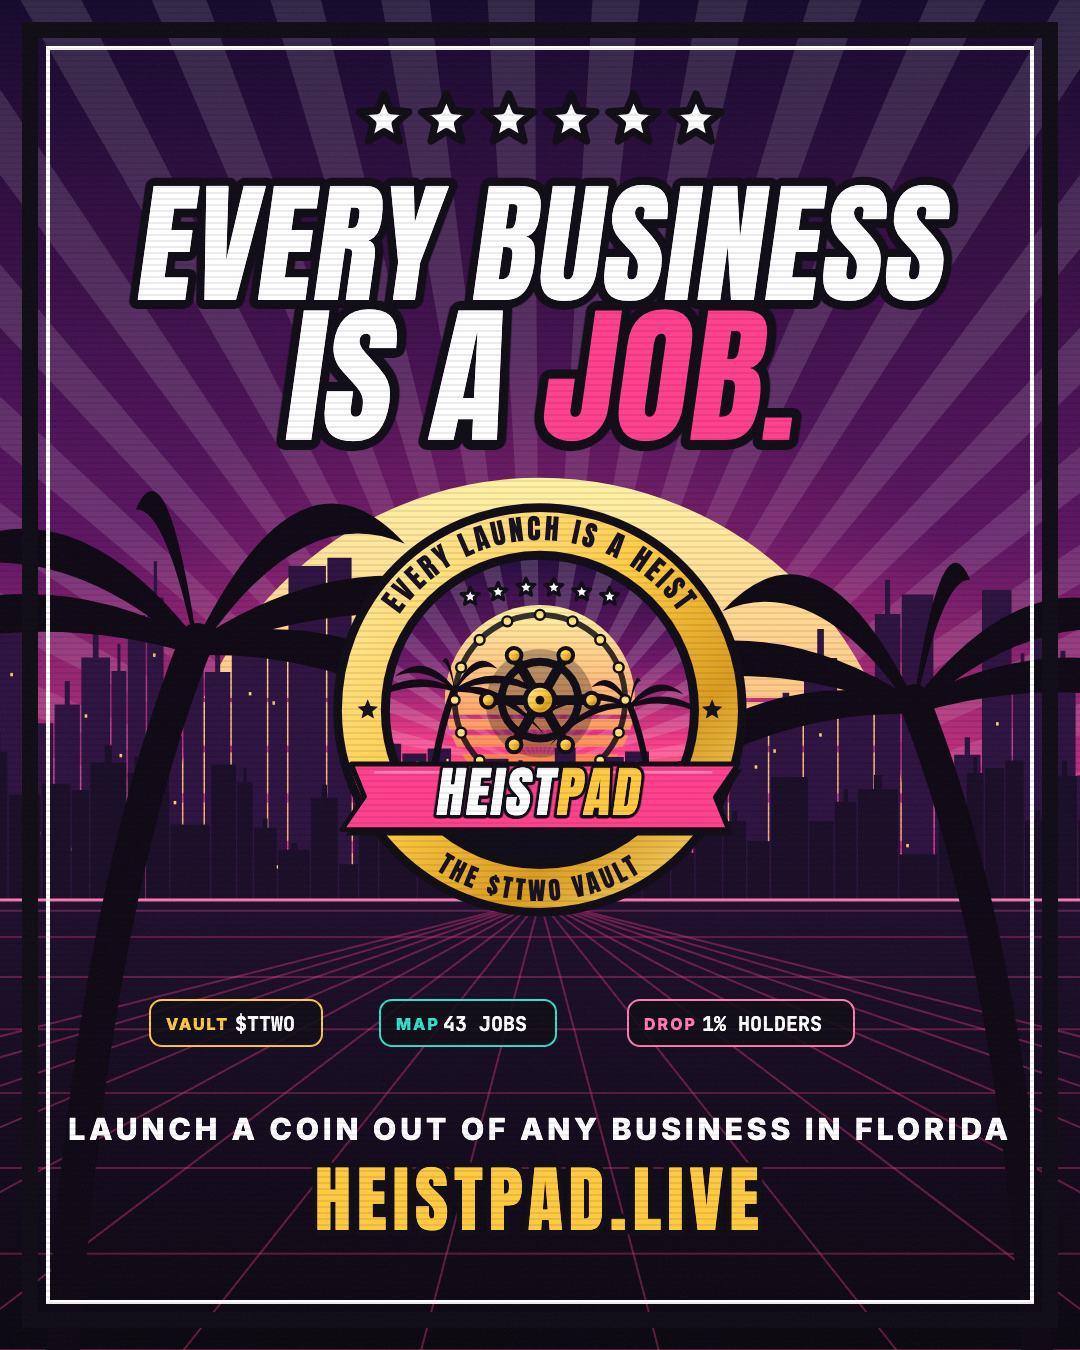 EVERY BUSINESS
IS A JOB.
EVERY LAUNCH IS A HEIST
HEISTPAD
THE $TTWO VAULT
VAULT $TTWO
MAP 43 JOBS
DROP 1% HOLDERS
LAUNCH A COIN OUT OF ANY BUSINESS IN FLORIDA
HEISTPAD.LIVE